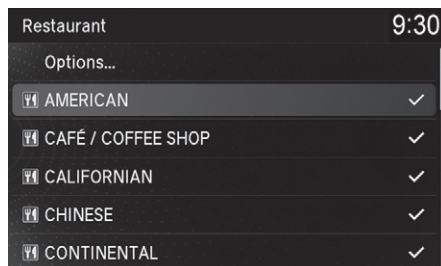 Restaurant 9:30
Options...
AMERICAN
CAFÉ / COFFEE SHOP
CALIFORNIAN
CHINESE
CONTINENTAL